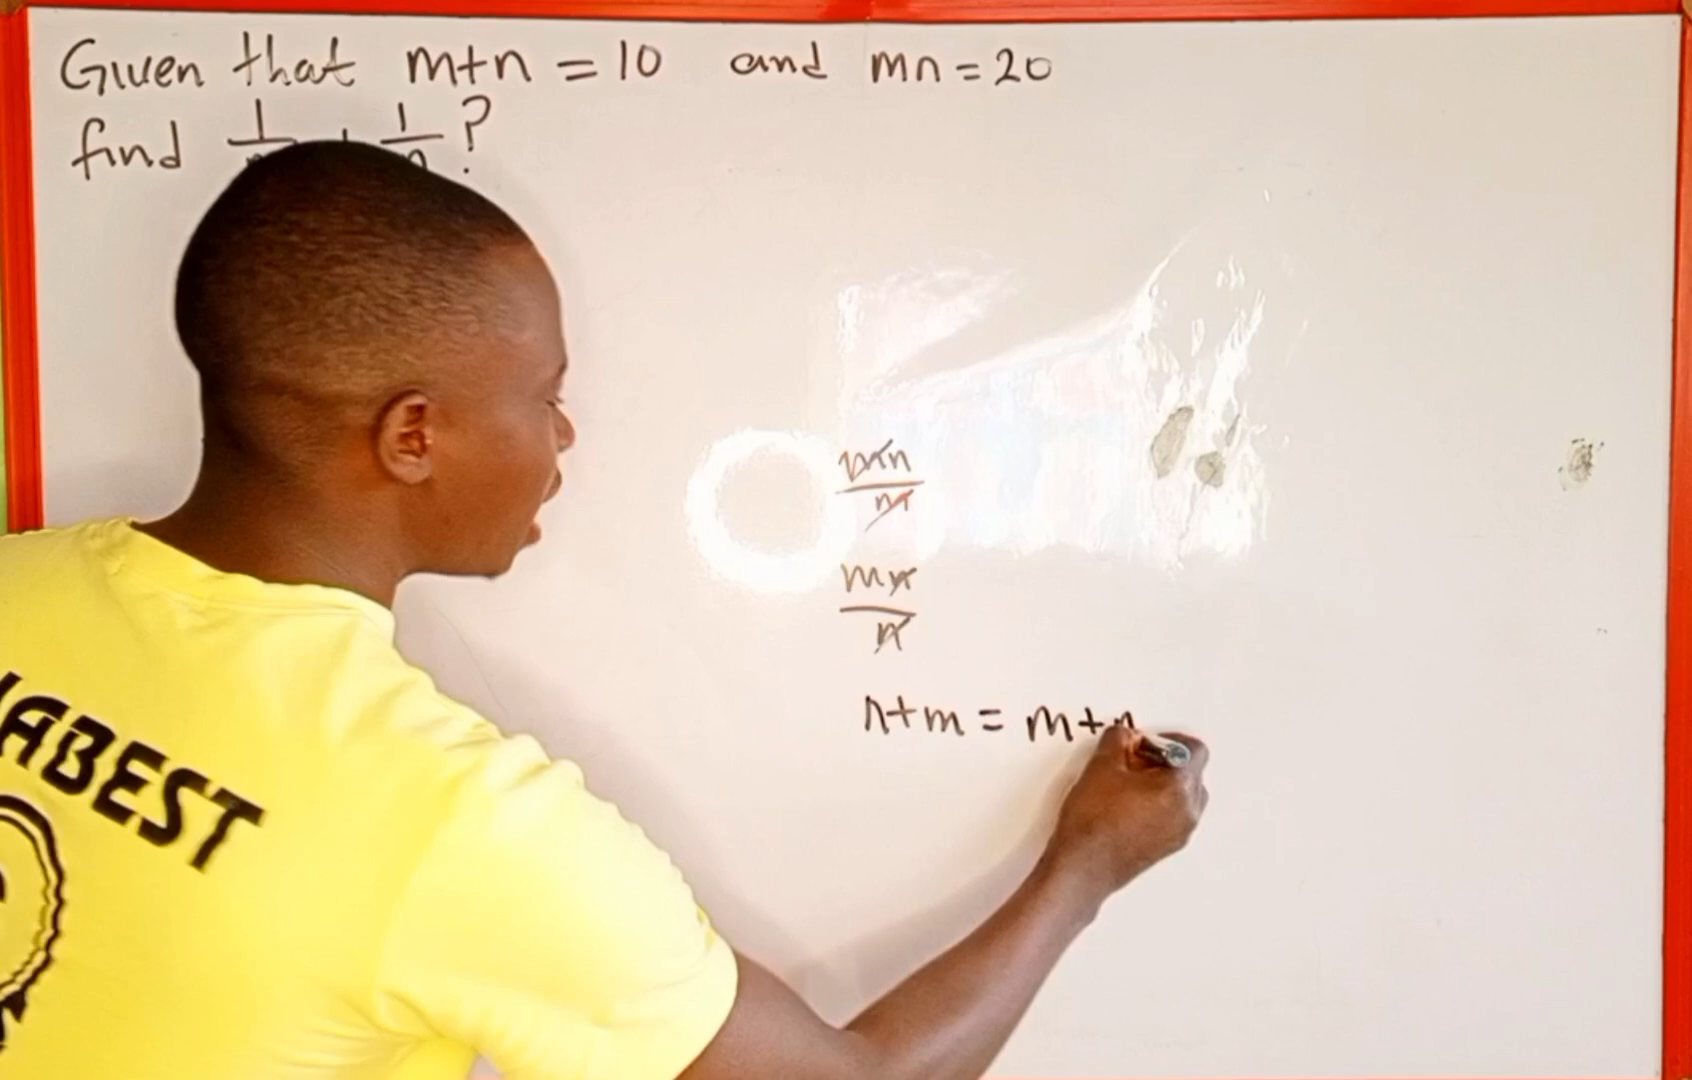 Given that m+n = 10 and mn = 20
find 1/m + 1/n ?
mn/m
mn/n
n+m = m+n
ABEST